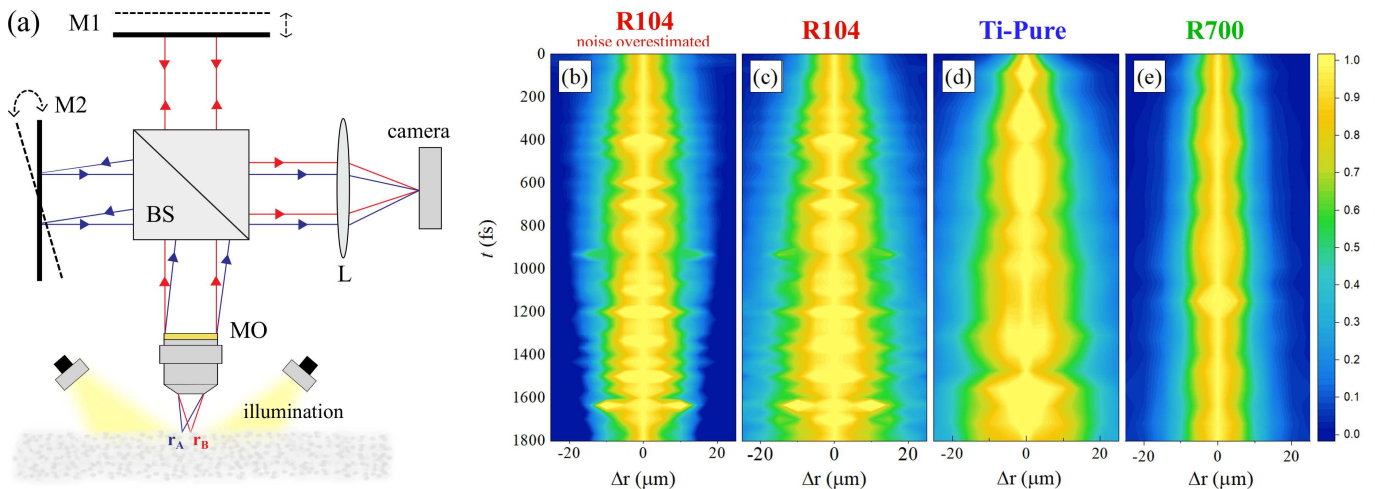 (a)
M1
M2
camera
BS
L
MO
illumination
r_A r_B
R104
noise overestimated
R104
Ti-Pure
R700
(b)
(c)
(d)
(e)
t (fs)
0
200
400
600
800
1000
1200
1400
1600
1800
-20 0 20
-20 0 20
-20 0 20
-20 0 20
Δr (μm)
Δr (μm)
Δr (μm)
Δr (μm)
1.0
0.9
0.8
0.7
0.6
0.5
0.4
0.3
0.2
0.1
0.0